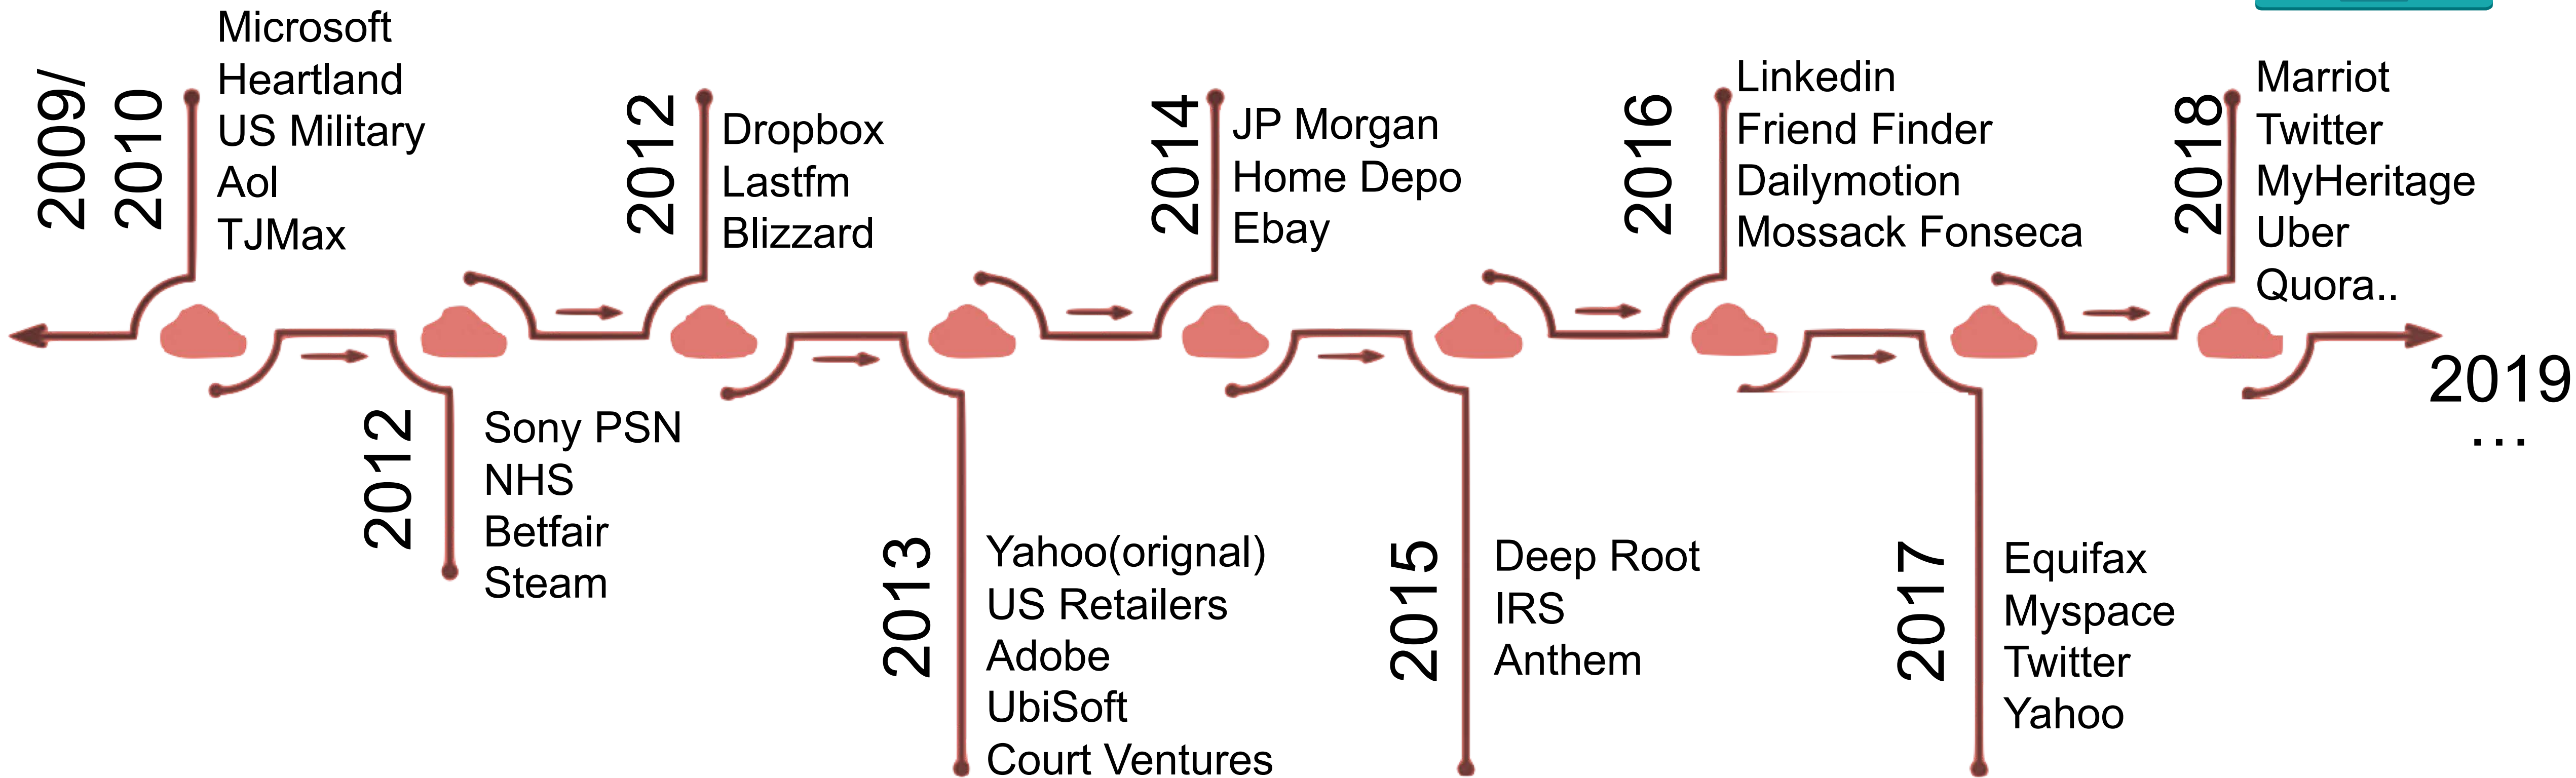 2009/
2010
Microsoft
Heartland
US Military
Aol
TJMax
2012
Sony PSN
NHS
Betfair
Steam
2012
Dropbox
Lastfm
Blizzard
2013
Yahoo(orignal)
US Retailers
Adobe
UbiSoft
Court Ventures
2014
JP Morgan
Home Depo
Ebay
2015
Deep Root
IRS
Anthem
2016
Linkedin
Friend Finder
Dailymotion
Mossack Fonseca
2017
Equifax
Myspace
Twitter
Yahoo
2018
Marriot
Twitter
MyHeritage
Uber
Quora..
2019
...